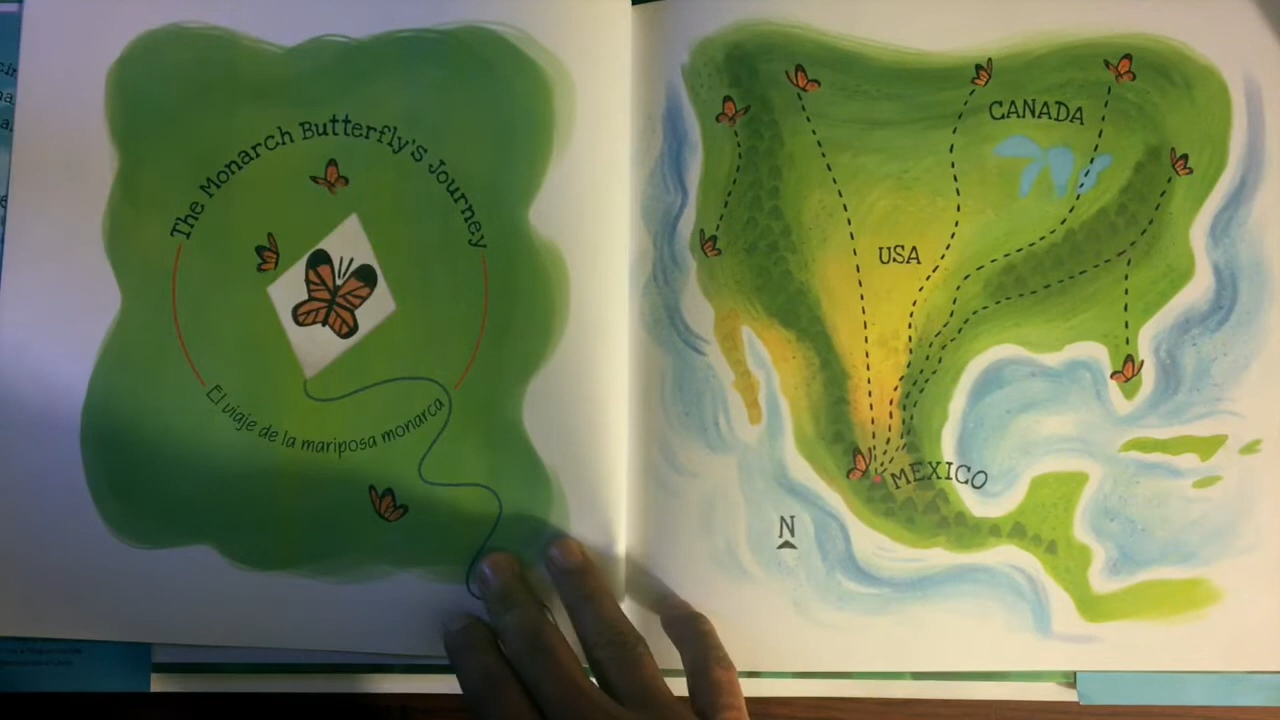 The Monarch Butterfly's Journey
El viaje de la mariposa monarca
CANADA
USA
MEXICO
N